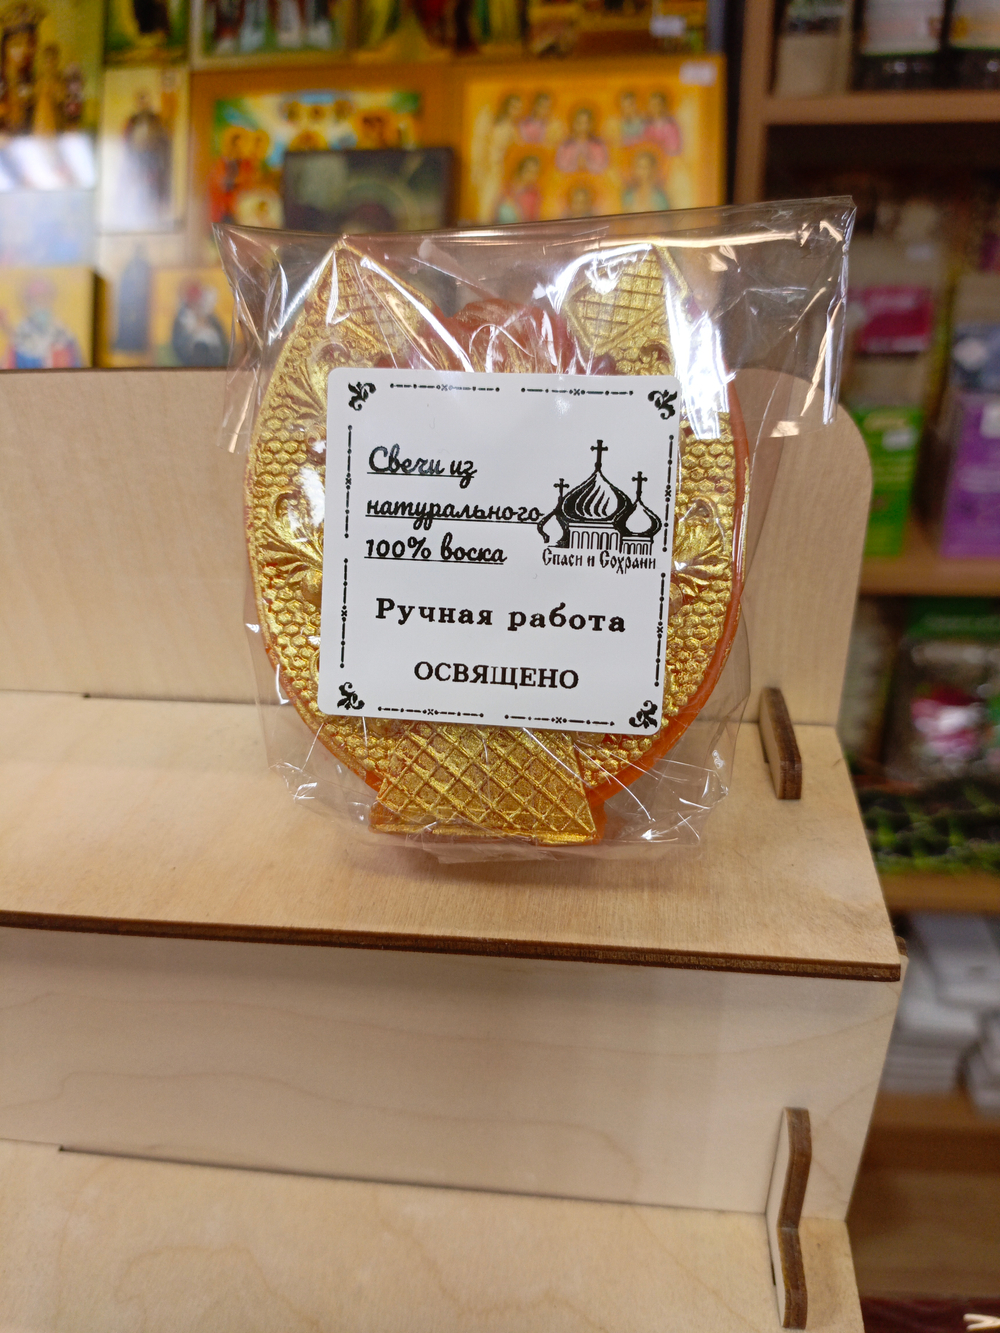 Свечи из
натурального
100% воска
Спаси и Сохрани
Ручная работа
ОСВЯЩЕНО